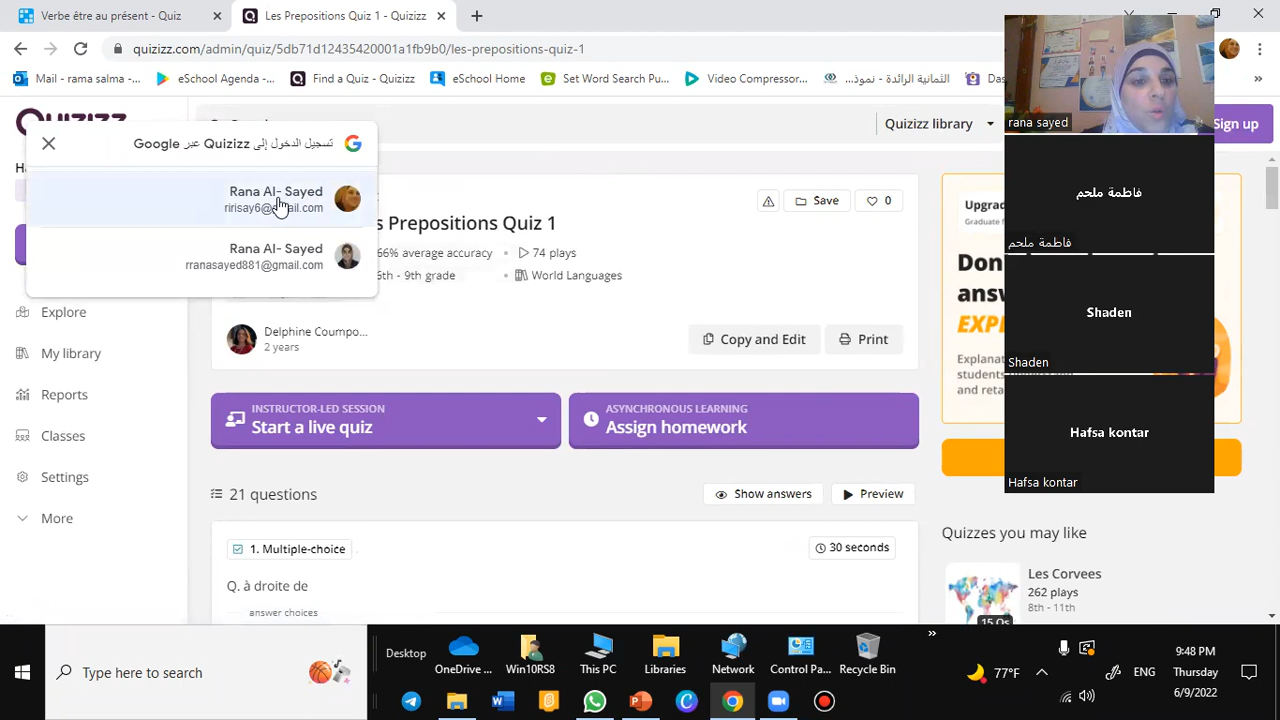 Verbe être au présent - Quiz
Les Prepositions Quiz 1 - Quizizz
quizizz.com/admin/quiz/5db71d12435420001a1fb9b0/les-prepositions-quiz-1
Mail - rama salma -...
eSchool Agenda -...
Find a Quiz - Quizizz
eSchool Home
Set Word Search Pu...
Video Compressor...
الثمانية الرائدة - نموذ...
Das
Quizizz library
Sign up
تسجيل الدخول إلى Quizizz عبر Google
Rana Al- Sayed
Rana Al- Sayed
rranasayed881@gmail.com
Explore
My library
Reports
Classes
Settings
More
s Prepositions Quiz 1
Save
0
66% average accuracy
74 plays
6th - 9th grade
World Languages
Delphine Coumpo...
2 years
Copy and Edit
Print
INSTRUCTOR-LED SESSION
Start a live quiz
ASYNCHRONOUS LEARNING
Assign homework
21 questions
Show answers
Preview
1. Multiple-choice
30 seconds
Q. à droite de
answer choices
Upgra
Graduate
Don
ans
EXP
Explanat
students
and reta
Quizzes you may like
Les Corvees
262 plays
8th - 11th
15 Qs
rana sayed
فاطمة ملحم
فاطمة ملحم
Shaden
Shaden
Hafsa kontar
Hafsa kontar
Type here to search
Desktop
OneDrive ...
Win10RS8
This PC
Libraries
Network
Control Pa...
Recycle Bin
77°F
ENG
9:48 PM
Thursday
6/9/2022